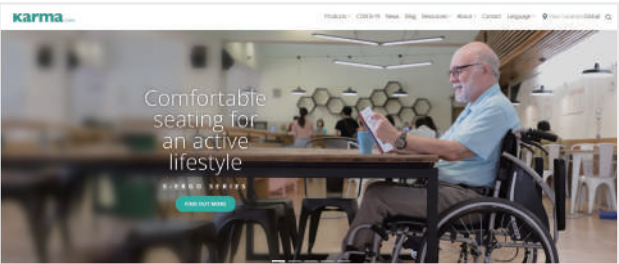 Karma
Products COVID-19 News Blog Resources About Contact Language Global
Comfortable
seating for
an active
lifestyle
S-ERGO SERIES
FIND OUT MORE